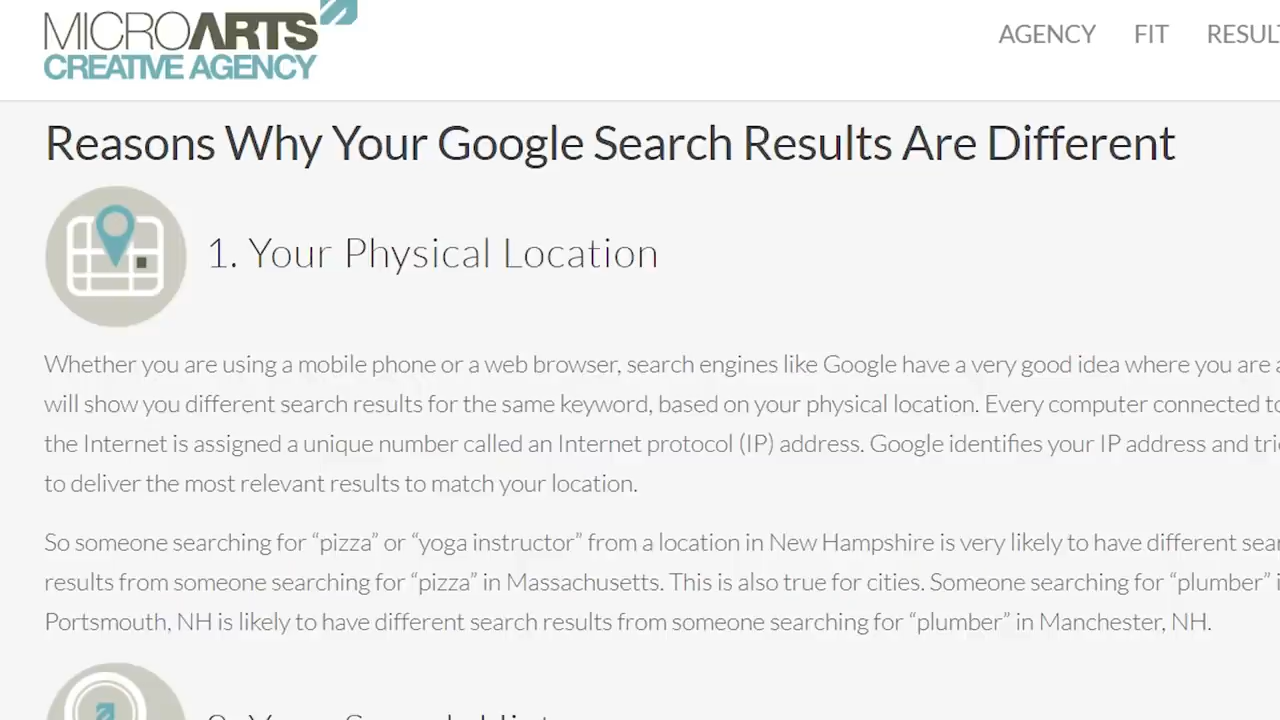 MICROARTS
CREATIVE AGENCY
AGENCY FIT RESULT
Reasons Why Your Google Search Results Are Different
1. Your Physical Location
Whether you are using a mobile phone or a web browser, search engines like Google have a very good idea where you are
will show you different search results for the same keyword, based on your physical location. Every computer connected to
the Internet is assigned a unique number called an Internet protocol (IP) address. Google identifies your IP address and
to deliver the most relevant results to match your location.
So someone searching for “pizza” or “yoga instructor” from a location in New Hampshire is very likely to have different
results from someone searching for “pizza” in Massachusetts. This is also true for cities. Someone searching for “plumber”
Portsmouth, NH is likely to have different search results from someone searching for “plumber” in Manchester, NH.